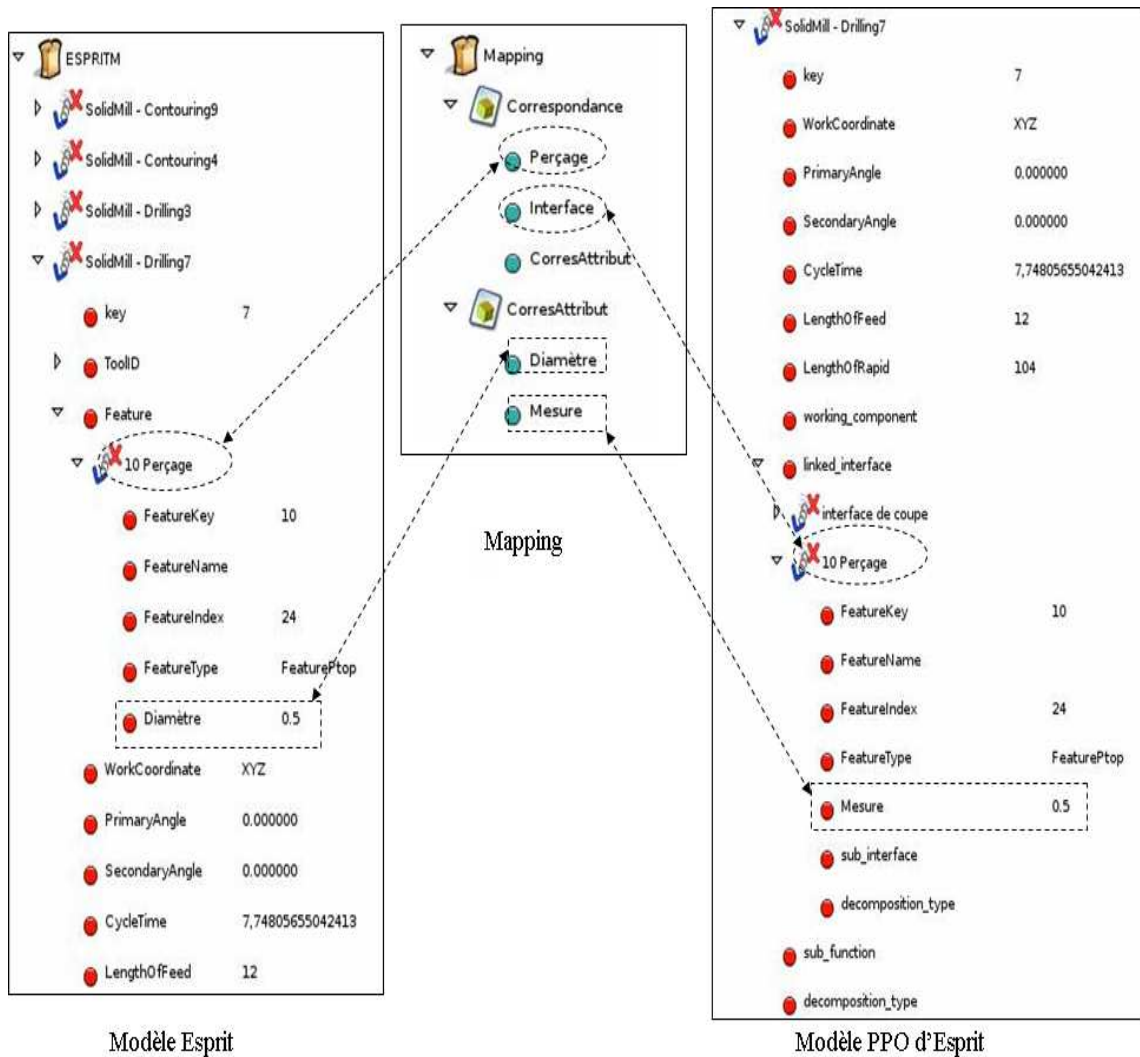 ESPRITM
SolidMill - Contouring9
SolidMill - Contouring4
SolidMill - Drilling3
SolidMill - Drilling7
key 7
ToolID
Feature
10 Perçage
FeatureKey 10
FeatureName
FeatureIndex 24
FeatureType FeaturePtop
Diamètre 0.5
WorkCoordinate XYZ
PrimaryAngle 0.000000
SecondaryAngle 0.000000
CycleTime 7,74805655042413
LengthOfFeed 12
Modèle Esprit
Mapping
Correspondance
Perçage
Interface
CorresAttribut
CorresAttribut
Diamètre
Mesure
Mapping
SolidMill - Drilling7
key 7
WorkCoordinate XYZ
PrimaryAngle 0.000000
SecondaryAngle 0.000000
CycleTime 7,74805655042413
LengthOfFeed 12
LengthOfRapid 104
working_component
linked_interface
interface de coupe
10 Perçage
FeatureKey 10
FeatureName
FeatureIndex 24
FeatureType FeaturePtop
Mesure 0.5
sub_interface
decomposition_type
sub_function
decomposition_type
Modèle PPO d'Esprit